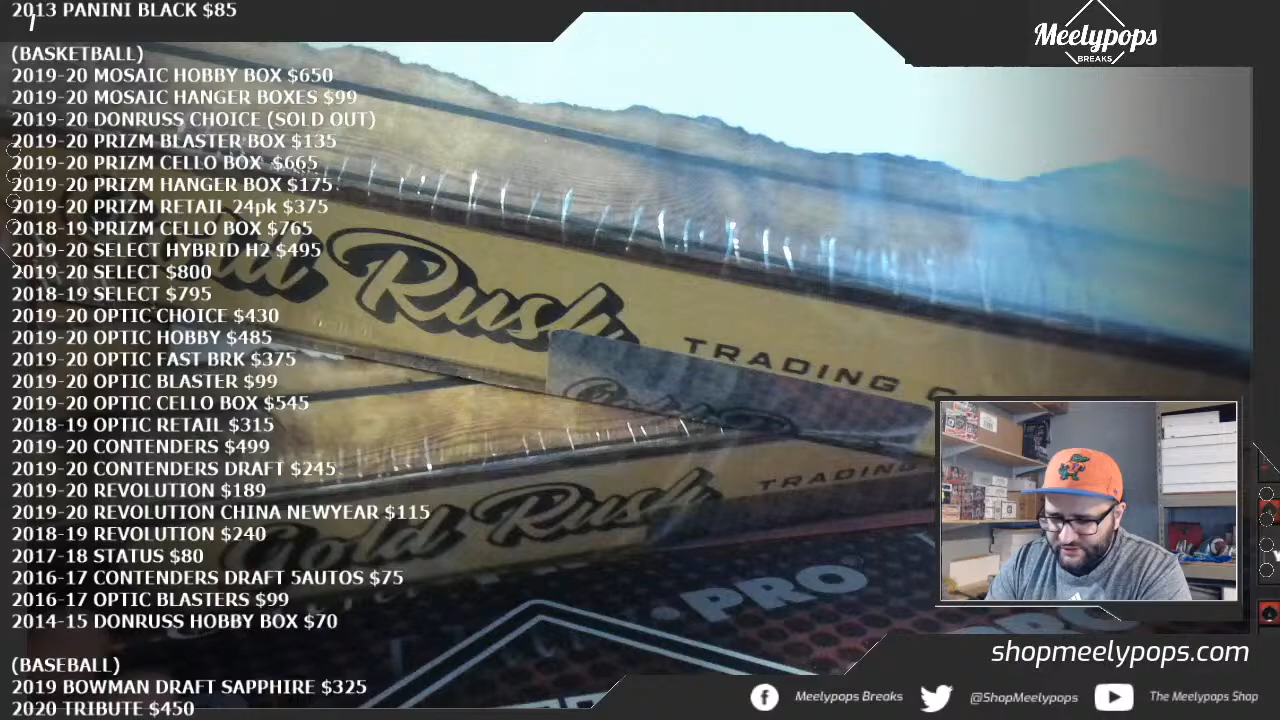 2013 PANINI BLACK $85
(BASKETBALL)
2019-20 MOSAIC HOBBY BOX $650
2019-20 MOSAIC HANGER BOXES $99
2019-20 DONRUSS CHOICE (SOLD OUT)
2019-20 PRIZM BLASTER BOX $135
2019-20 PRIZM CELLO BOX $665
2019-20 PRIZM HANGER BOX $175
2019-20 PRIZM RETAIL 24pk $375
2018-19 PRIZM CELLO BOX $765
2019-20 SELECT HYBRID H2 $495
2019-20 SELECT $800
2018-19 SELECT $795
2019-20 OPTIC CHOICE $430
2019-20 OPTIC HOBBY $485
2019-20 OPTIC FAST BRK $375
2019-20 OPTIC BLASTER $99
2019-20 OPTIC CELLO BOX $545
2018-19 OPTIC RETAIL $315
2019-20 CONTENDERS $499
2019-20 CONTENDERS DRAFT $245
2019-20 REVOLUTION $189
2019-20 REVOLUTION CHINA NEWYEAR $115
2018-19 REVOLUTION $240
2017-18 STATUS $80
2016-17 CONTENDERS DRAFT 5AUTOS $75
2016-17 OPTIC BLASTERS $99
2014-15 DONRUSS HOBBY BOX $70
(BASEBALL)
2019 BOWMAN DRAFT SAPPHIRE $325
2020 TRIBUTE $450
Meelypops
BREAKS
Rush
TRADING C
Gold Rush
TRADING
PRO
shopmeelypops.com
Meelypops Breaks
@ShopMeelypops
The Meelypops Shop